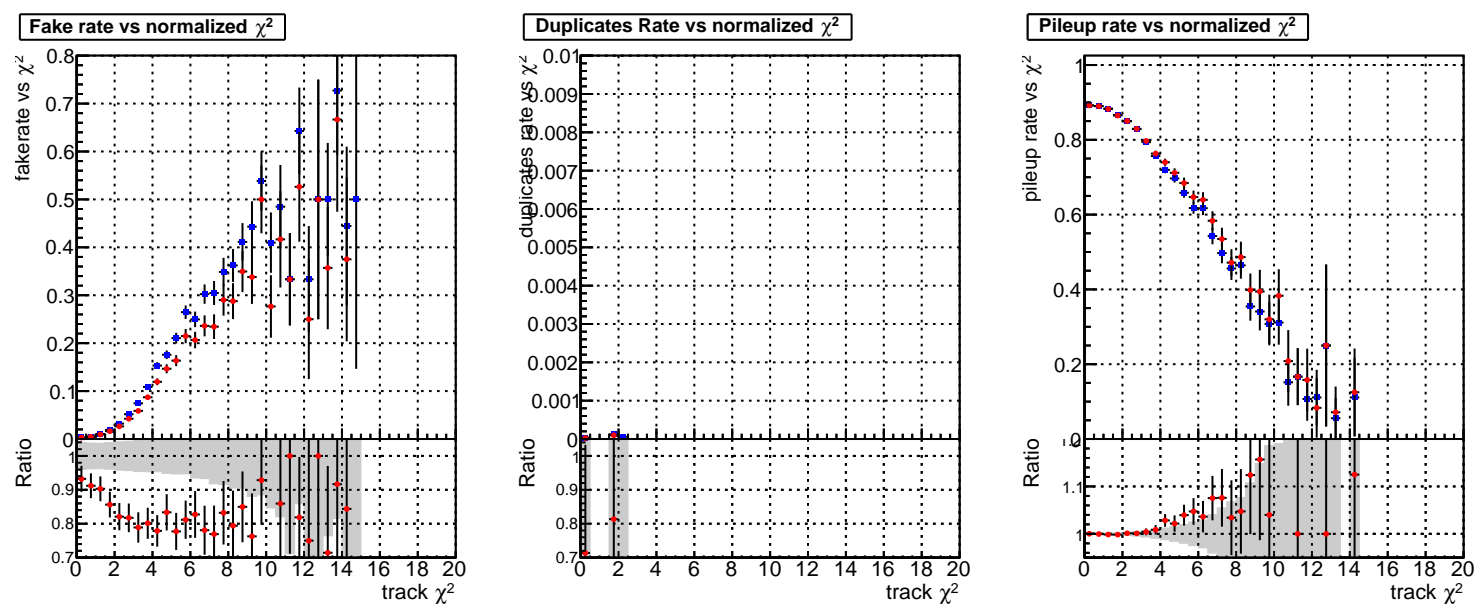 Fake rate vs normalized χ²
fakerate vs χ²
0.8
0.7
0.6
0.5
0.4
0.3
0.2
0.1
0
Ratio
1
0.9
0.8
0.7
0 2 4 6 8 10 12 14 16 18 20
track χ²
Duplicates Rate vs normalized χ²
duplicates rate vs χ²
0.01
0.009
0.008
0.007
0.006
0.005
0.004
0.003
0.002
0.001
0
Ratio
1
0.9
0.8
0.7
0 2 4 6 8 10 12 14 16 18 20
track χ²
Pileup rate vs normalized χ²
pileup rate vs χ²
1
0.8
0.6
0.4
0.2
0
Ratio
1.1
1
0 2 4 6 8 10 12 14 16 18 20
track χ²